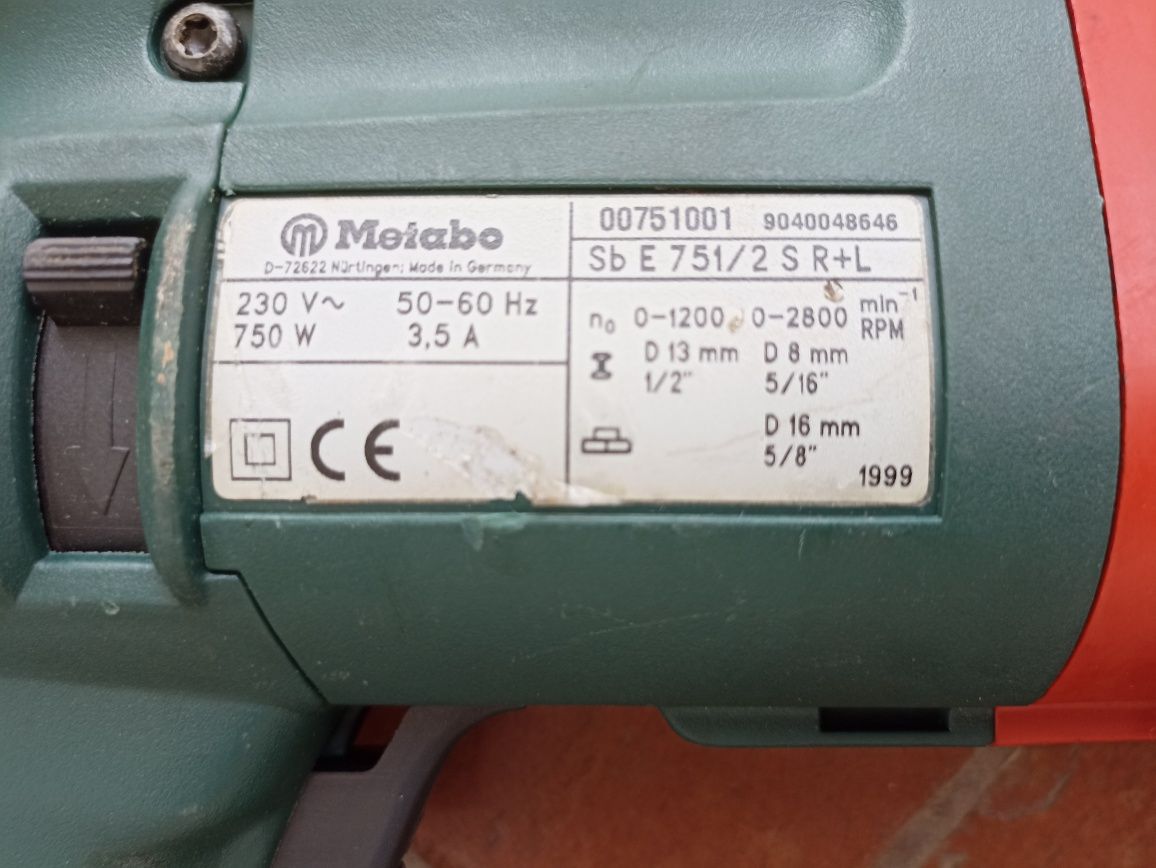 Metabo
D-72622 Nürtingen; Made in Germany
00751001 9040048646
Sb E 751/2 S R+L
230 V~ 50-60 Hz
750 W 3,5 A
n₀ 0-1200 0-2800 min⁻¹
RPM
D 13 mm D 8 mm
1/2" 5/16"
D 16 mm
5/8"
CE
1999